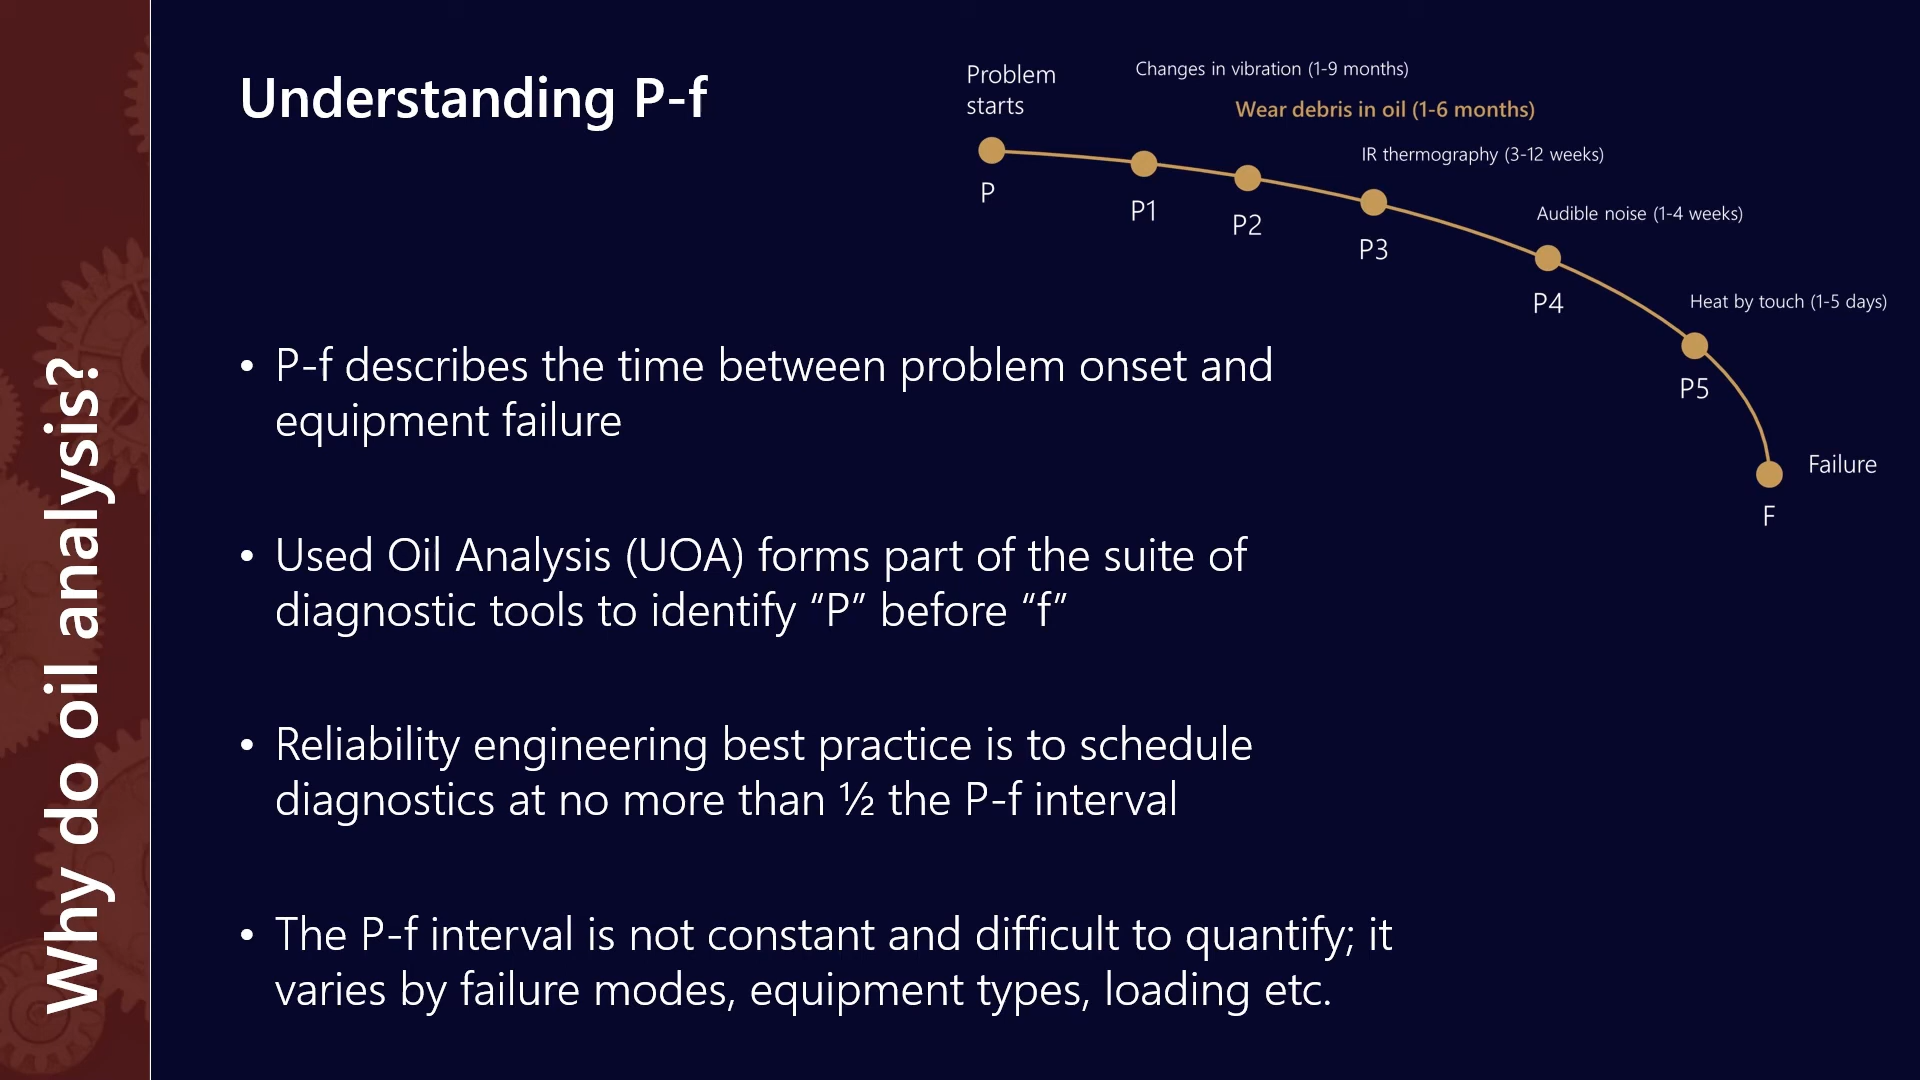 Why do oil analysis?
Understanding P-f
Problem
starts
Changes in vibration (1-9 months)
Wear debris in oil (1-6 months)
IR thermography (3-12 weeks)
Audible noise (1-4 weeks)
Heat by touch (1-5 days)
Failure
P
P1
P2
P3
P4
P5
F
• P-f describes the time between problem onset and
equipment failure
• Used Oil Analysis (UOA) forms part of the suite of
diagnostic tools to identify “P” before “f”
• Reliability engineering best practice is to schedule
diagnostics at no more than ½ the P-f interval
• The P-f interval is not constant and difficult to quantify; it
varies by failure modes, equipment types, loading etc.